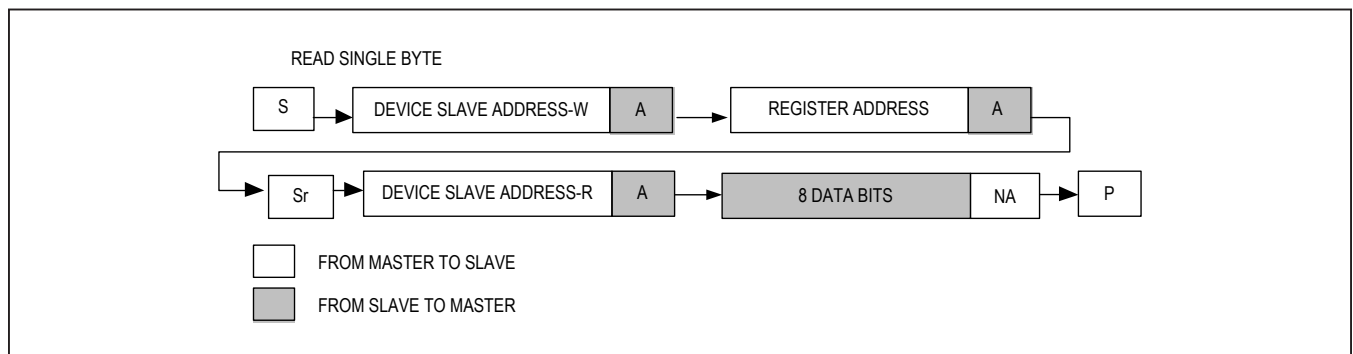 READ SINGLE BYTE
S DEVICE SLAVE ADDRESS-W A REGISTER ADDRESS A
Sr DEVICE SLAVE ADDRESS-R A 8 DATA BITS NA P
FROM MASTER TO SLAVE
FROM SLAVE TO MASTER